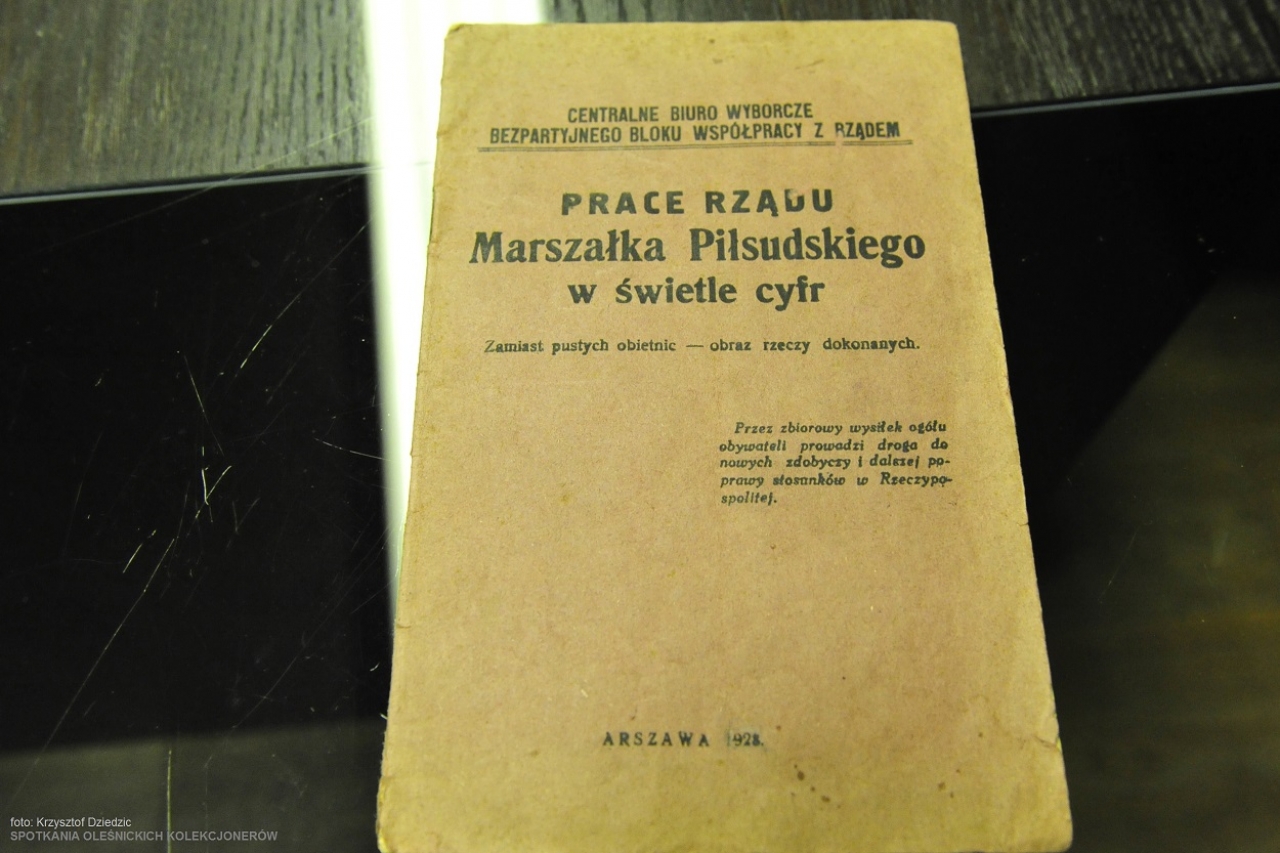 CENTRALNE BIURO WYBORCZE
BEZPARTYJNEGO BLOKU WSPÓŁPRACY Z RZĄDEM
PRACE RZĄDU
Marszałka Piłsudskiego
w świetle cyfr
Zamiast pustych obietnic — obraz rzeczy dokonanych.
Przez zbiorowy wysiłek ogółu
obywateli prowadzi droga do
nowych zdobyczy i dalszej po-
prawy stosunków w Rzeczypo-
spolitej.
ARSZAWA 1928.
foto: Krzysztof Dziedzic
SPOTKANIA OLEŚNICKICH KOLEKCJONERÓW